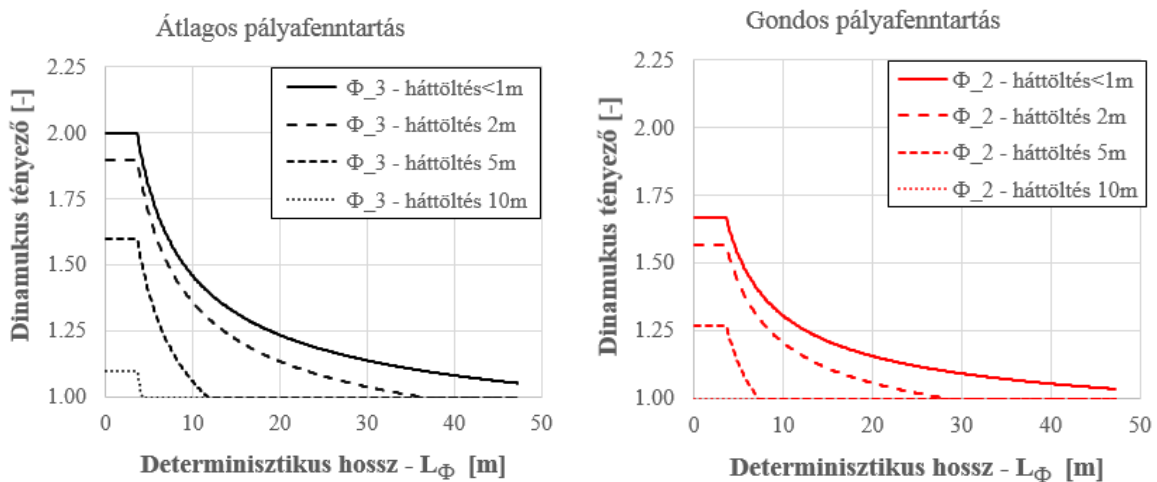 Átlagos pályafenntartás
Dinamukus tényező [-]
2.25
2.00
1.75
1.50
1.25
1.00
Φ_3 - háttöltés<1m
Φ_3 - háttöltés 2m
Φ_3 - háttöltés 5m
Φ_3 - háttöltés 10m
0 10 20 30 40 50
Determinisztikus hossz - LΦ [m]
Gondos pályafenntartás
Dinamukus tényező [-]
2.25
2.00
1.75
1.50
1.25
1.00
Φ_2 - háttöltés<1m
Φ_2 - háttöltés 2m
Φ_2 - háttöltés 5m
Φ_2 - háttöltés 10m
0 10 20 30 40 50
Determinisztikus hossz - LΦ [m]